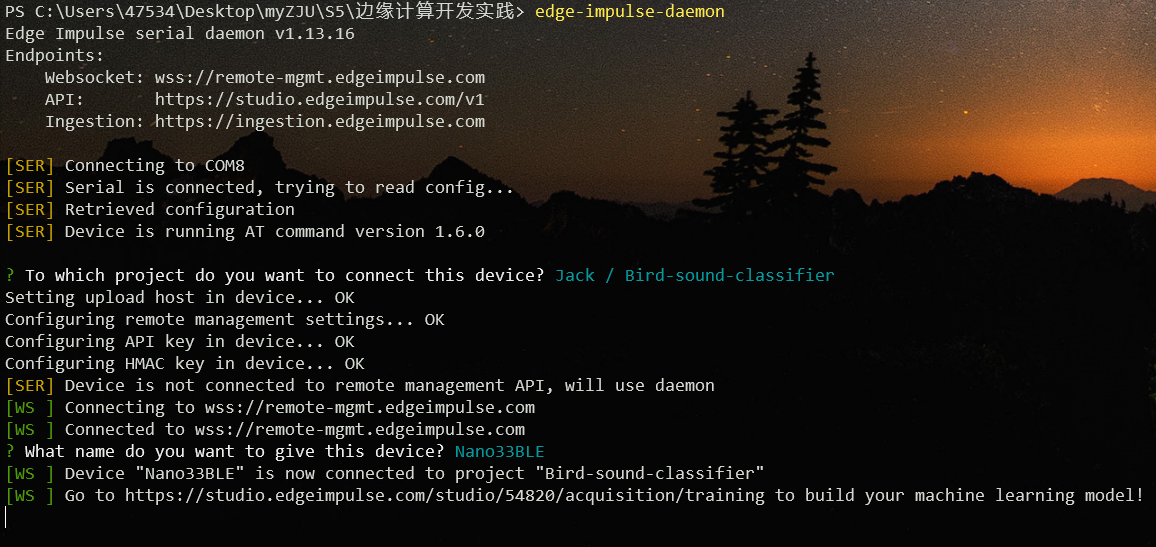 PS C:\Users\47534\Desktop\myZJU\S5\边缘计算开发实践> edge-impulse-daemon
Edge Impulse serial daemon v1.13.16
Endpoints:
    Websocket: wss://remote-mgmt.edgeimpulse.com
    API:       https://studio.edgeimpulse.com/v1
    Ingestion: https://ingestion.edgeimpulse.com
[SER] Connecting to COM8
[SER] Serial is connected, trying to read config...
[SER] Retrieved configuration
[SER] Device is running AT command version 1.6.0
? To which project do you want to connect this device? Jack / Bird-sound-classifier
Setting upload host in device... OK
Configuring remote management settings... OK
Configuring API key in device... OK
Configuring HMAC key in device... OK
[SER] Device is not connected to remote management API, will use daemon
[WS ] Connecting to wss://remote-mgmt.edgeimpulse.com
[WS ] Connected to wss://remote-mgmt.edgeimpulse.com
? What name do you want to give this device? Nano33BLE
[WS ] Device "Nano33BLE" is now connected to project "Bird-sound-classifier"
[WS ] Go to https://studio.edgeimpulse.com/studio/54820/acquisition/training to build your machine learning model!